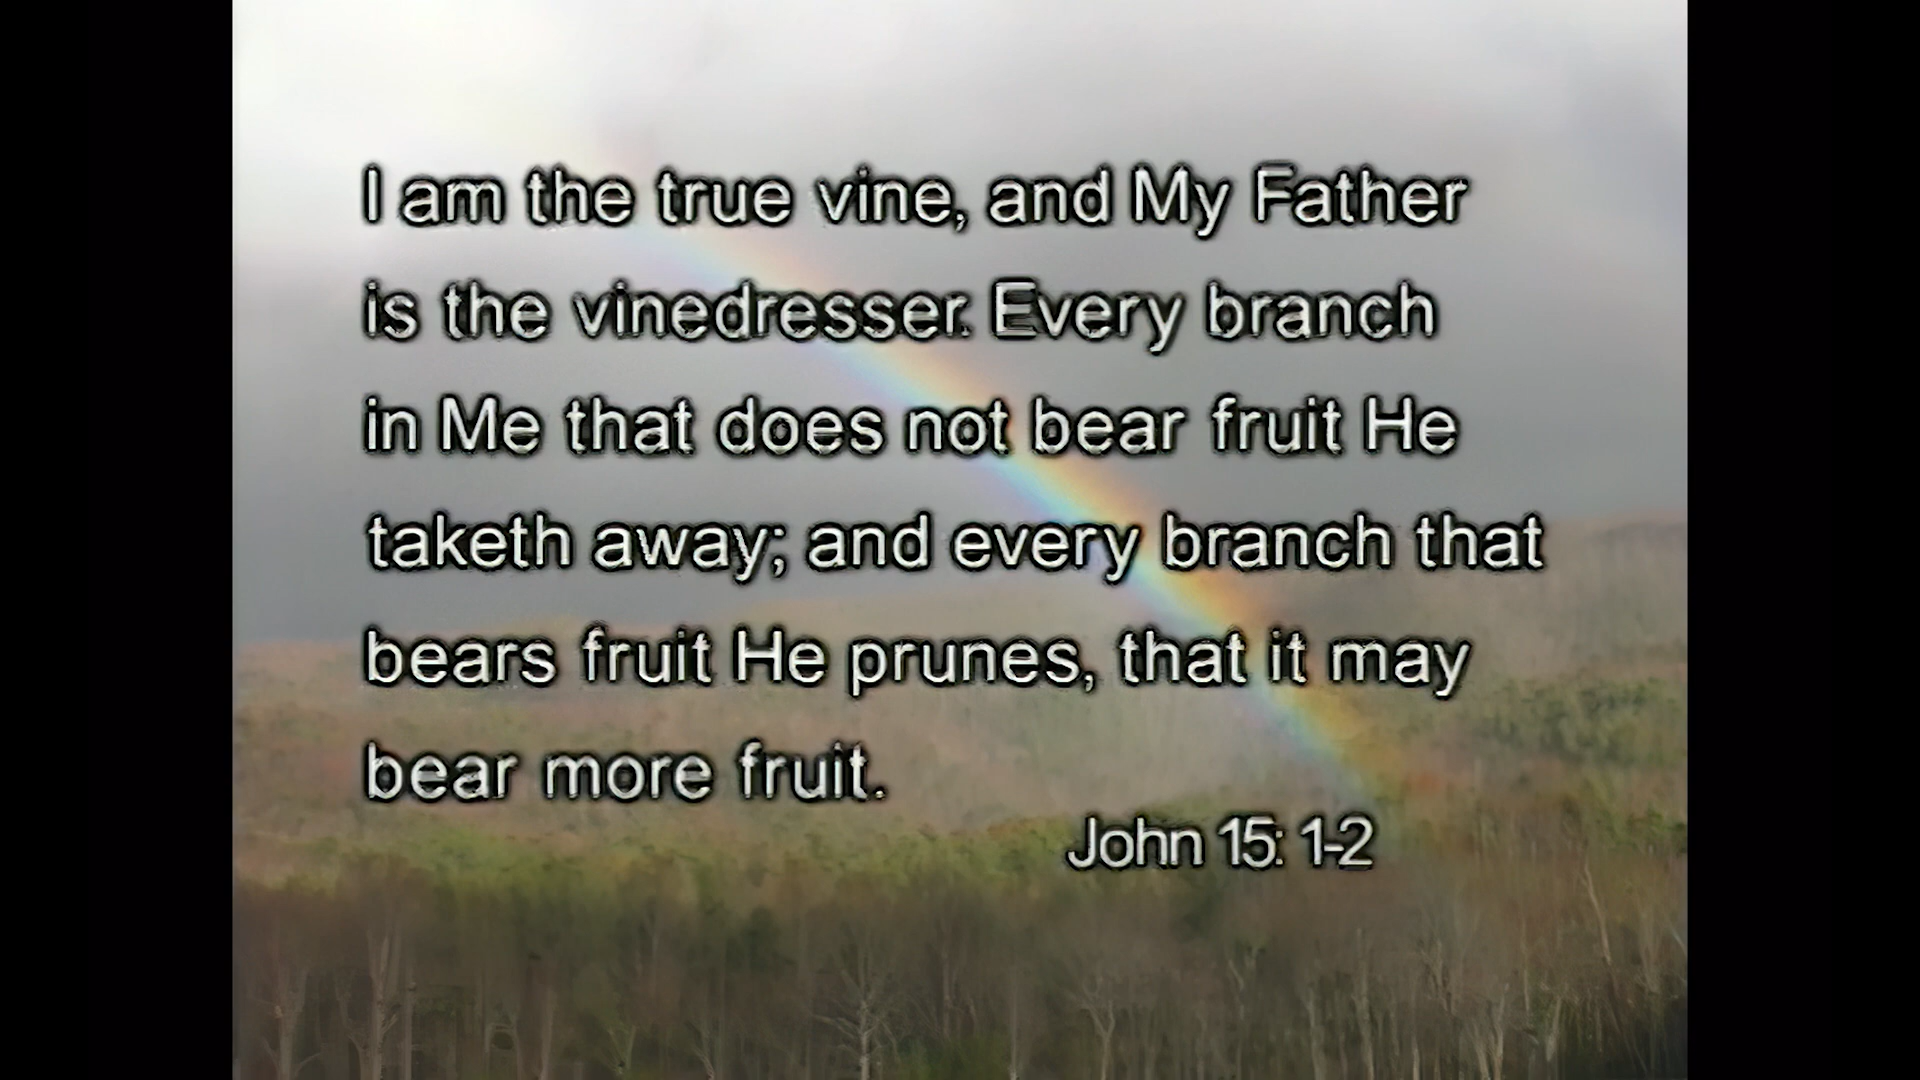 I am the true vine, and My Father
is the vinedresser. Every branch
in Me that does not bear fruit He
taketh away; and every branch that
bears fruit He prunes, that it may
bear more fruit.
John 15: 1-2